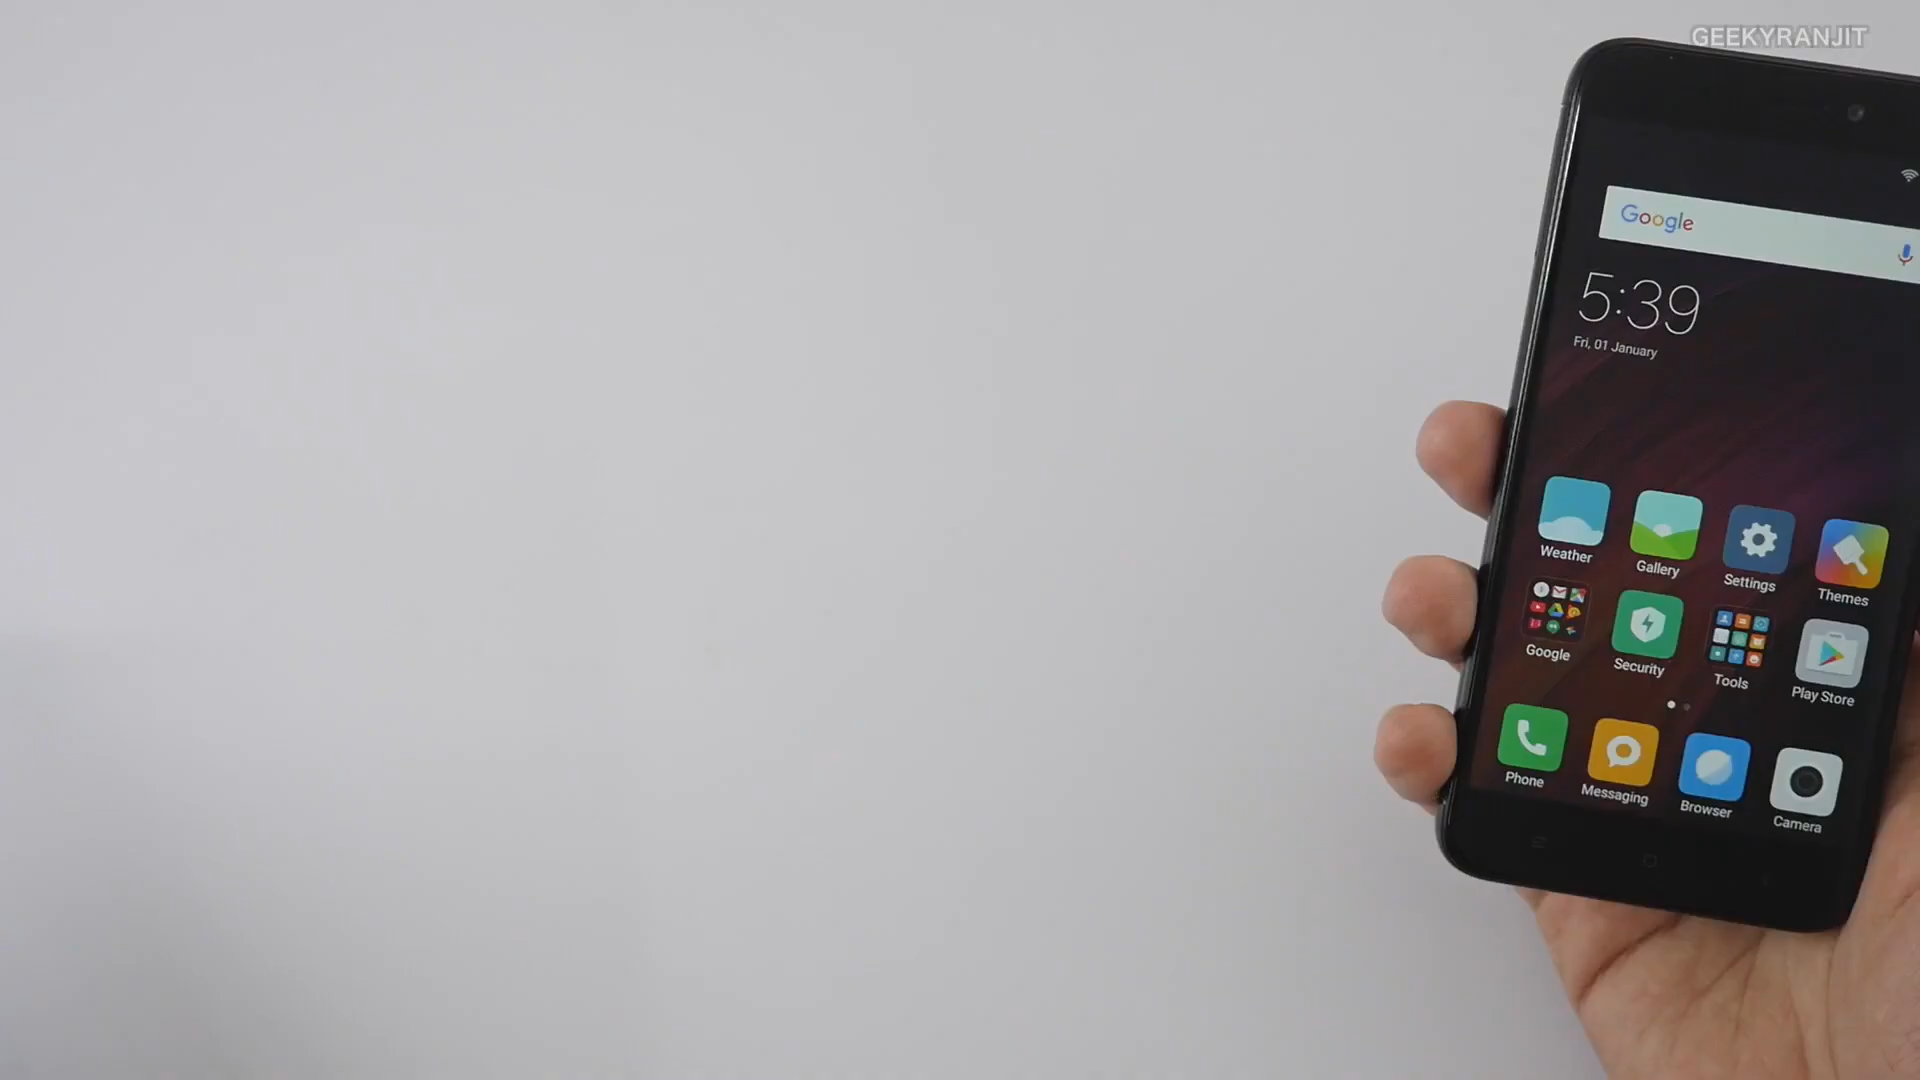 GEEKYRANJIT
Google
5:39
Fri, 01 January
Weather Gallery Settings Themes
Google Security Tools Play Store
Phone Messaging Browser Camera